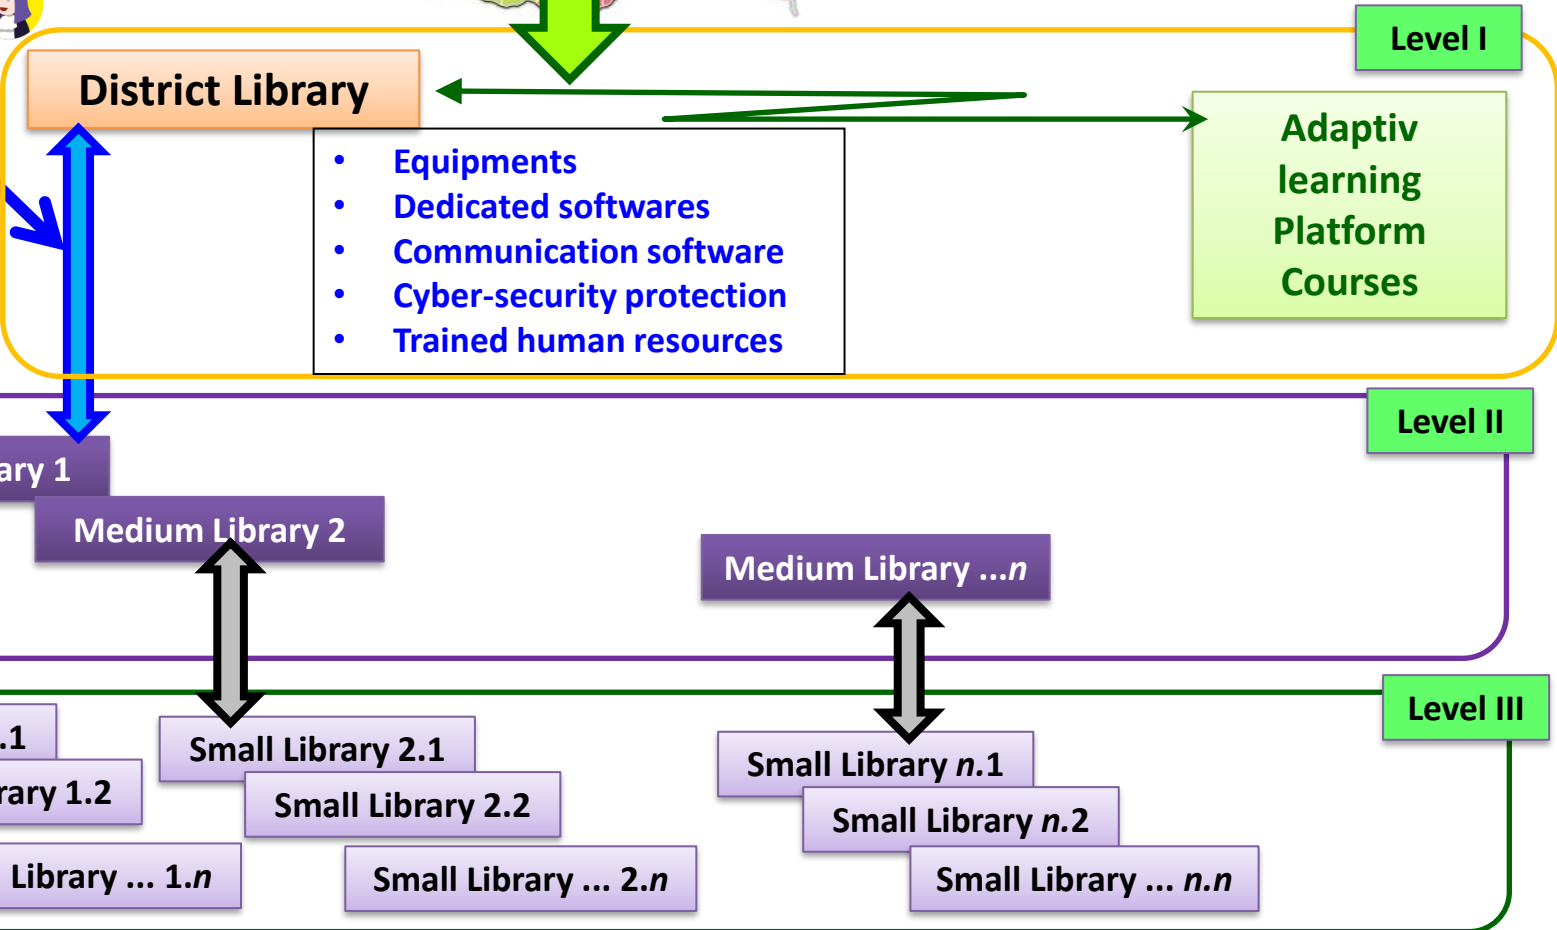 Level I
District Library
• Equipments
• Dedicated softwares
• Communication software
• Cyber-security protection
• Trained human resources
Adaptiv
learning
Platform
Courses
Level II
ary 1
Medium Library 2
Medium Library ...n
Level III
.1
rary 1.2
Library ... 1.n
Small Library 2.1
Small Library 2.2
Small Library ... 2.n
Small Library n.1
Small Library n.2
Small Library ... n.n